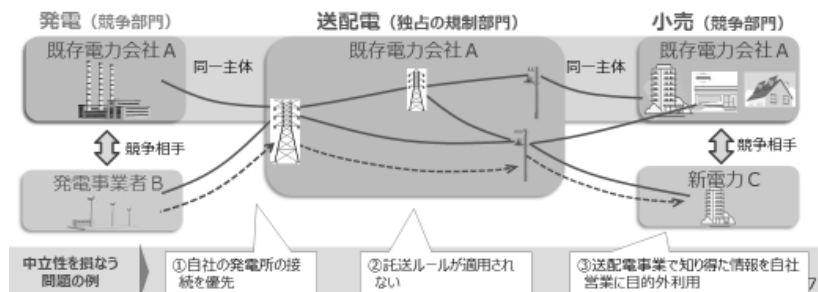 発電（競争部門）
送配電（独占の規制部門）
小売（競争部門）
既存電力会社A
既存電力会社A
既存電力会社A
同一主体
同一主体
競争相手
競争相手
発電事業者B
新電力C
中立性を損なう
問題の例
①自社の発電所の接
続を優先
②託送ルールが適用され
ない
③送配電事業で知り得た情報を自社
営業に目的外利用
7